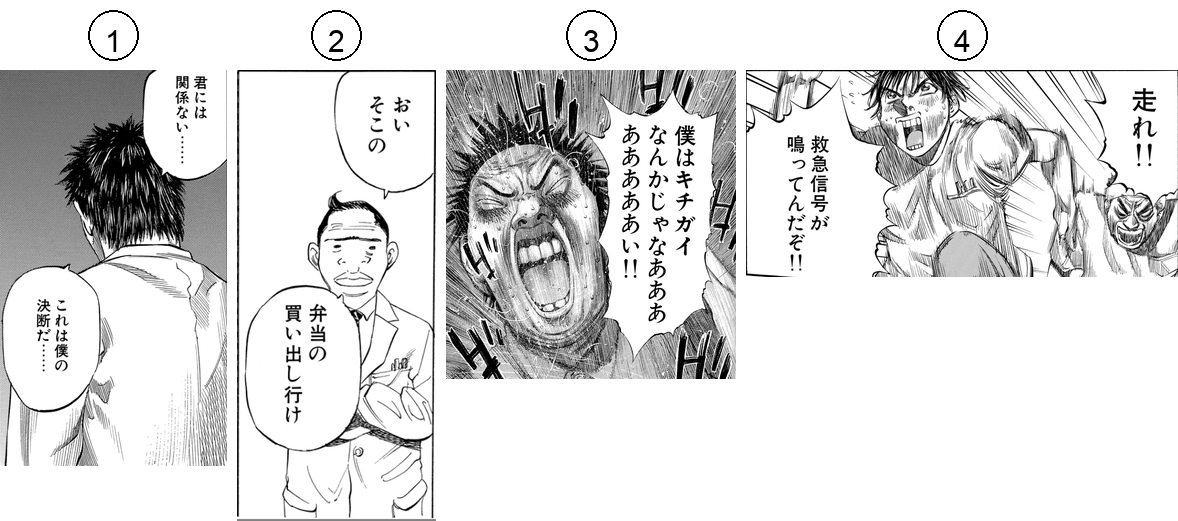 1
君には
関係ない……
これは僕の
決断だ……
2
おい
そこの
弁当の
買い出し行け
3
僕はキチガイ
なんかじゃなあああ
ああああああい!!
4
走れ!!
救急信号が
鳴ってんだぞ!!